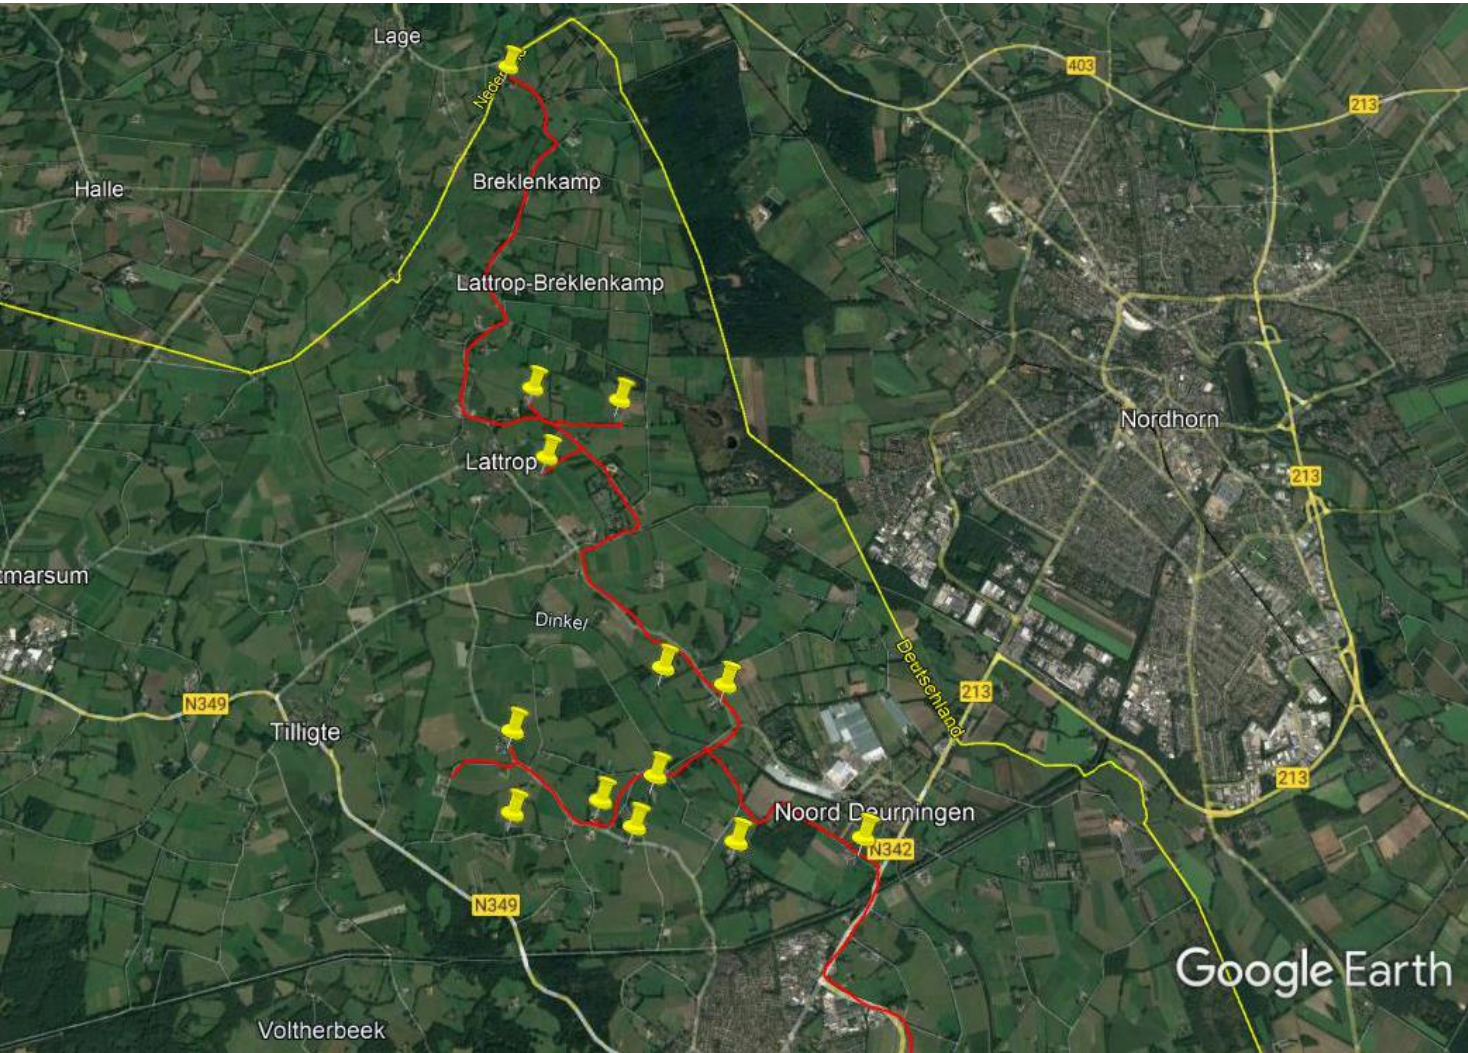 Lage
403
213
Halle
Breklenkamp
Lattrop-Breklenkamp
Nordhorn
Lattrop
213
tmarsum
Dinkel
Deutschland
213
N349
Tilligte
213
Noord Deurningen
N342
N349
Google Earth
Voltherbeek